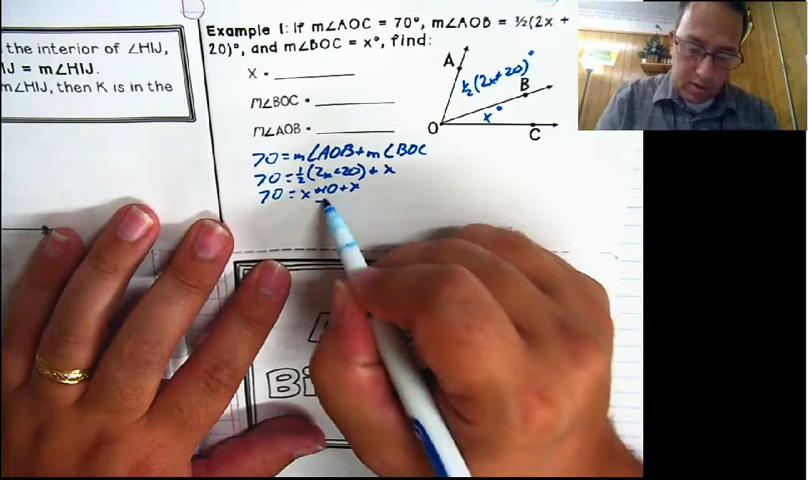 the interior of ∠HIJ,
IJ = m∠HIJ.
m∠HIJ, then K is in the
Example 1: If m∠AOC = 70°, m∠AOB = ½(2x +
20)°, and m∠BOC = x°, find:
x =
m∠BOC =
m∠AOB =
A
½(2x+20)°
B
x°
O
C
70 = m∠AOB + m∠BOC
70 = ½(2x+20) + x
70 = x + 10 + x
Bi